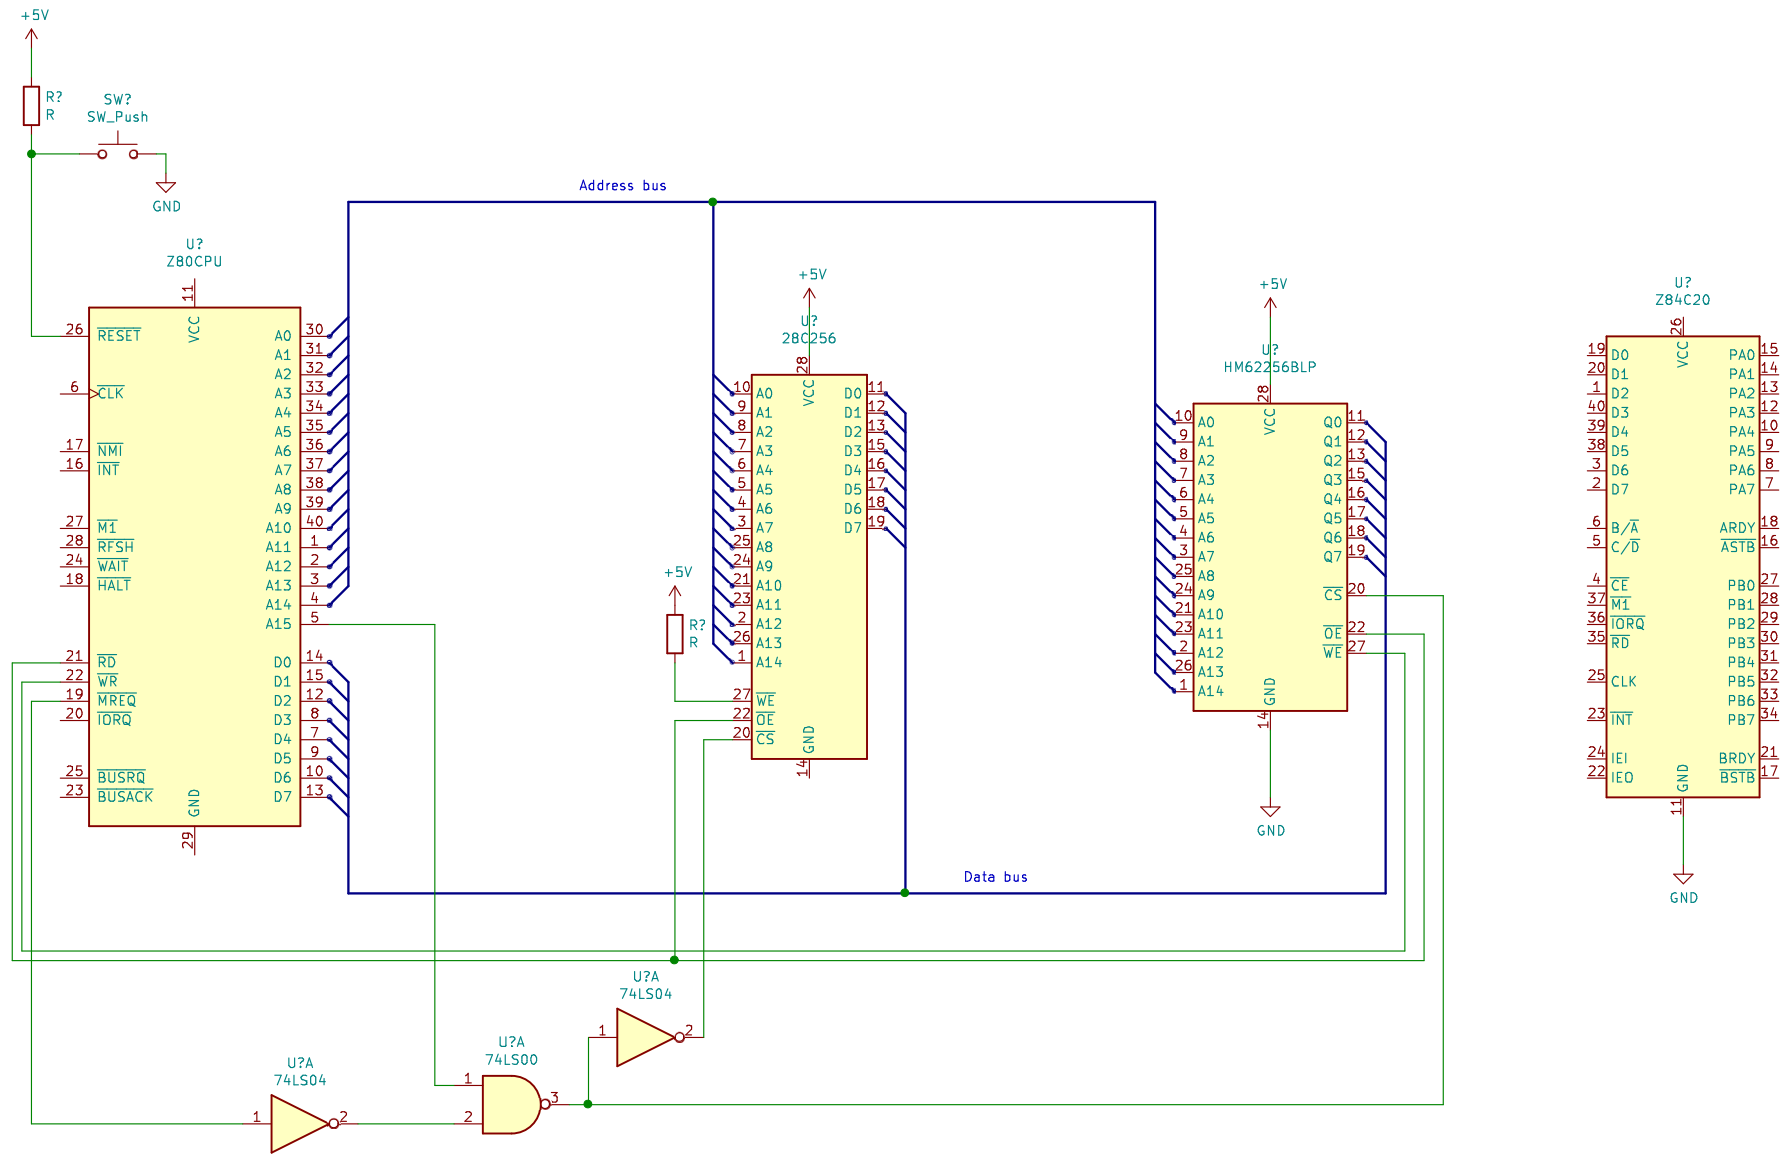 +5V
R?
R
SW?
SW_Push
GND
Address bus
U?
Z80CPU
11
VCC
26 RESET
6 CLK
17 NMI
16 INT
27 M1
28 RFSH
24 WAIT
18 HALT
21 RD
22 WR
19 MREQ
20 IORQ
25 BUSRQ
23 BUSACK
A0 30
A1 31
A2 32
A3 33
A4 34
A5 35
A6 36
A7 37
A8 38
A9 39
A10 40
A11 1
A12 2
A13 3
A14 4
A15 5
D0 14
D1 15
D2 12
D3 8
D4 7
D5 9
D6 10
D7 13
GND
29
+5V
R?
R
+5V
U?
28C256
28
VCC
10 A0
9 A1
8 A2
7 A3
6 A4
5 A5
4 A6
3 A7
25 A8
24 A9
21 A10
23 A11
2 A12
26 A13
1 A14
27 WE
22 OE
20 CS
D0 11
D1 12
D2 13
D3 15
D4 16
D5 17
D6 18
D7 19
GND
14
+5V
U?
HM62256BLP
28
VCC
10 A0
9 A1
8 A2
7 A3
6 A4
5 A5
4 A6
3 A7
25 A8
24 A9
21 A10
23 A11
2 A12
26 A13
1 A14
Q0 11
Q1 12
Q2 13
Q3 15
Q4 16
Q5 17
Q6 18
Q7 19
CS 20
OE 22
WE 27
GND
14
GND
U?
Z84C20
26
VCC
19 D0
20 D1
1 D2
40 D3
39 D4
38 D5
3 D6
2 D7
6 B/A
5 C/D
4 CE
37 M1
36 IORQ
35 RD
25 CLK
23 INT
24 IEI
22 IEO
PA0 15
PA1 14
PA2 13
PA3 12
PA4 10
PA5 9
PA6 8
PA7 7
ARDY 18
ASTB 16
PB0 27
PB1 28
PB2 29
PB3 30
PB4 31
PB5 32
PB6 33
PB7 34
BRDY 21
BSTB 17
GND
11
GND
Data bus
U?A
74LS04
1 2
U?A
74LS00
1
2
3
U?A
74LS04
1 2